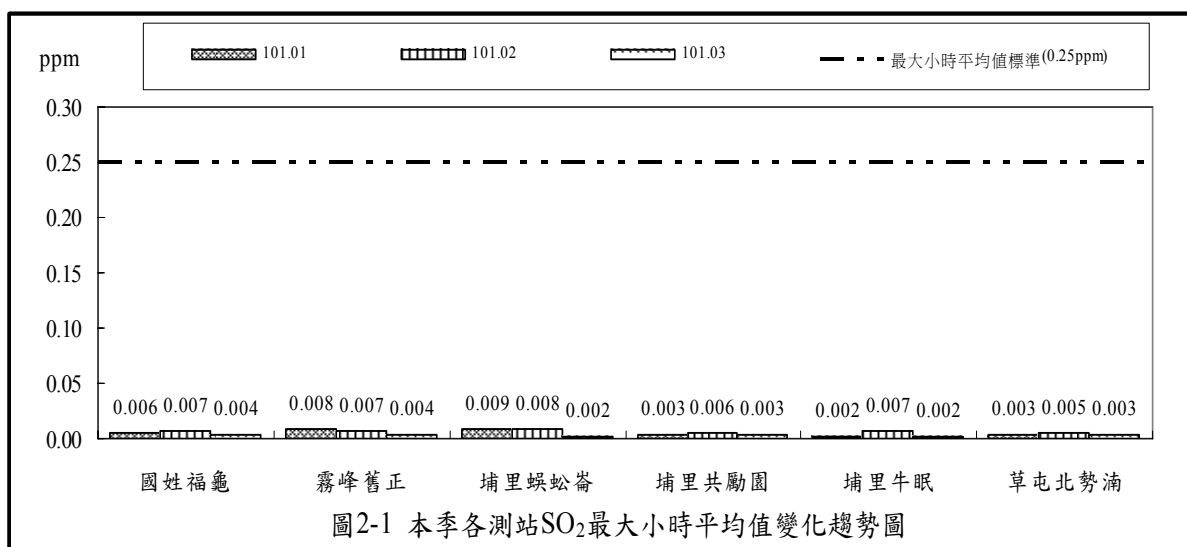 ppm
101.01 101.02 101.03 最大小時平均值標準(0.25ppm)
0.30
0.25
0.20
0.15
0.10
0.05
0.00
0.006 0.007 0.004 0.008 0.007 0.004 0.009 0.008 0.002 0.003 0.006 0.003 0.002 0.007 0.002 0.003 0.005 0.003
國姓福龜 霧峰舊正 埔里蜈蚣崙 埔里共勵園 埔里牛眠 草屯北勢湳
圖2-1 本季各測站SO₂最大小時平均值變化趨勢圖